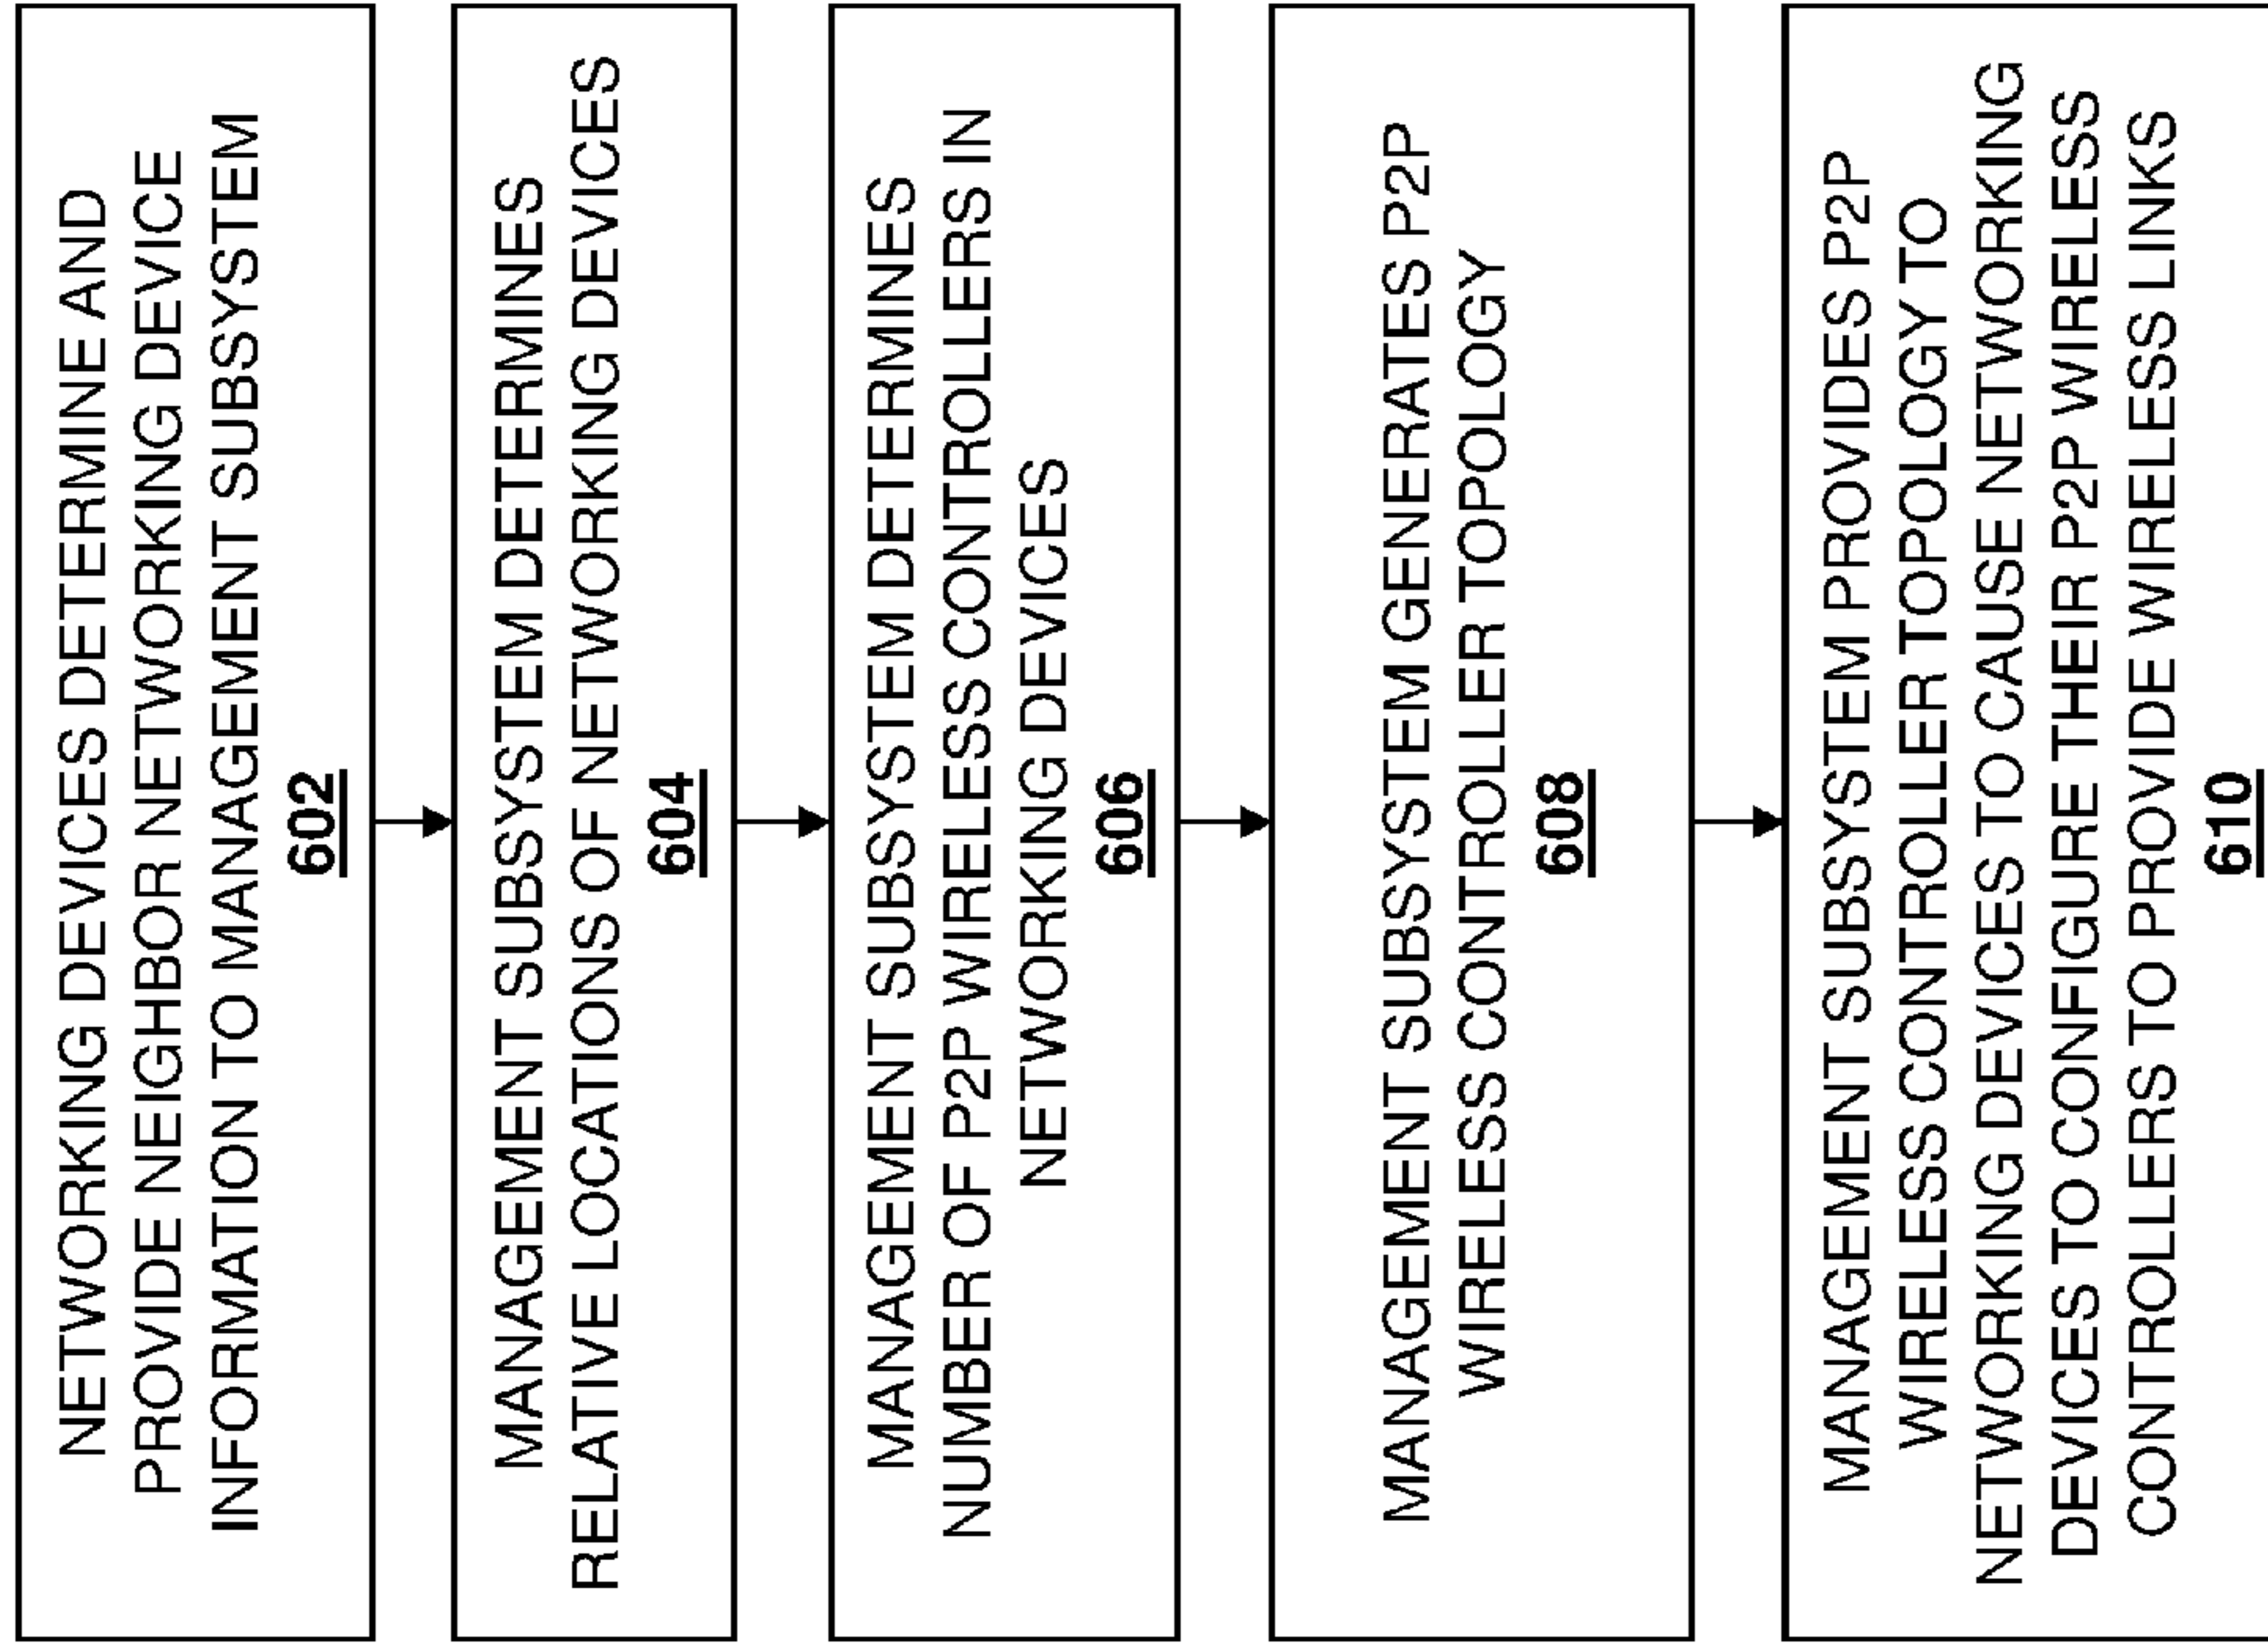 NETWORKING DEVICES DETERMINE AND
PROVIDE NEIGHBOR NETWORKING DEVICE
INFORMATION TO MANAGEMENT SUBSYSTEM
602
MANAGEMENT SUBSYSTEM DETERMINES
RELATIVE LOCATIONS OF NETWORKING DEVICES
604
MANAGEMENT SUBSYSTEM DETERMINES
NUMBER OF P2P WIRELESS CONTROLLERS IN
NETWORKING DEVICES
606
MANAGEMENT SUBSYSTEM GENERATES P2P
WIRELESS CONTROLLER TOPOLOGY
608
MANAGEMENT SUBSYSTEM PROVIDES P2P
WIRELESS CONTROLLER TOPOLOGY TO
NETWORKING DEVICES TO CAUSE NETWORKING
DEVICES TO CONFIGURE THEIR P2P WIRELESS
CONTROLLERS TO PROVIDE WIRELESS LINKS
610